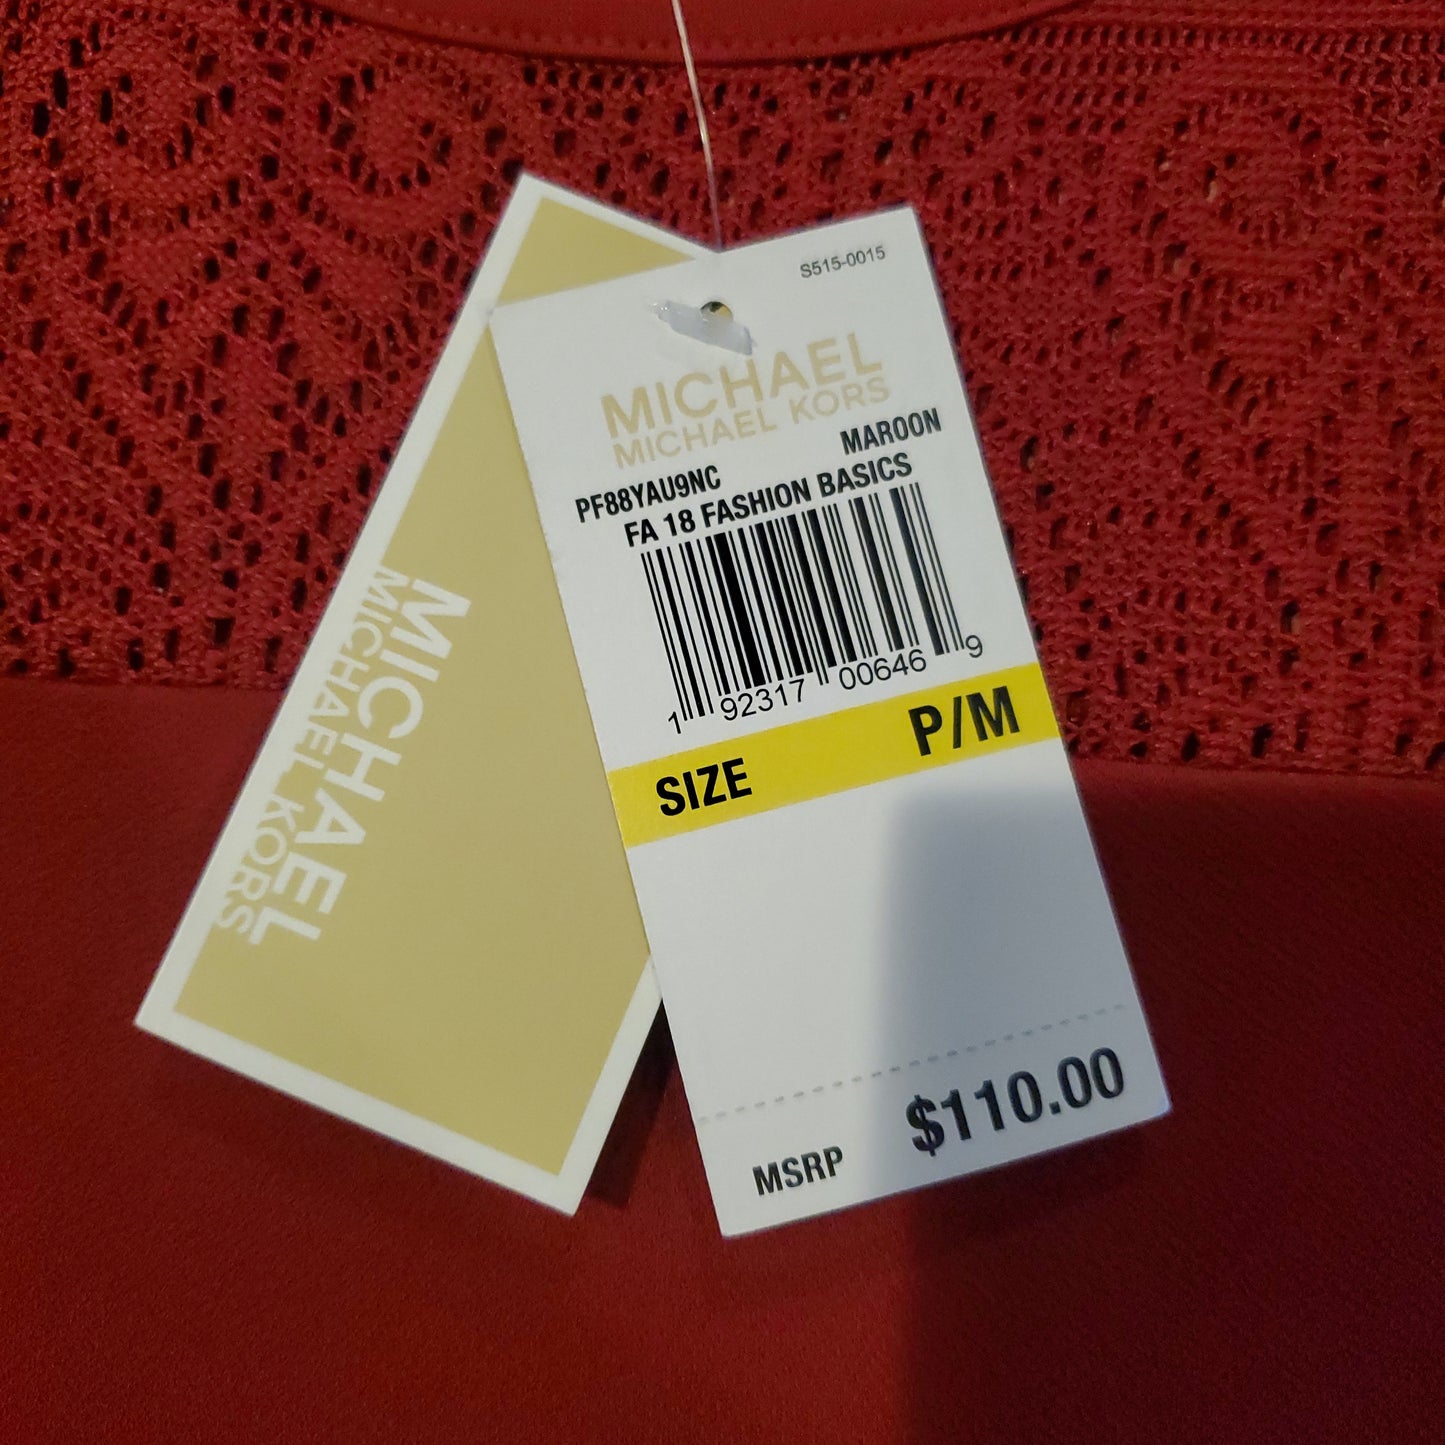 MICHAEL
MICHAEL KORS
S515-0015
MICHAEL
MICHAEL KORS
PF88YAU9NC MAROON
FA 18 FASHION BASICS
1 92317 00646 9
SIZE P/M
MSRP $110.00